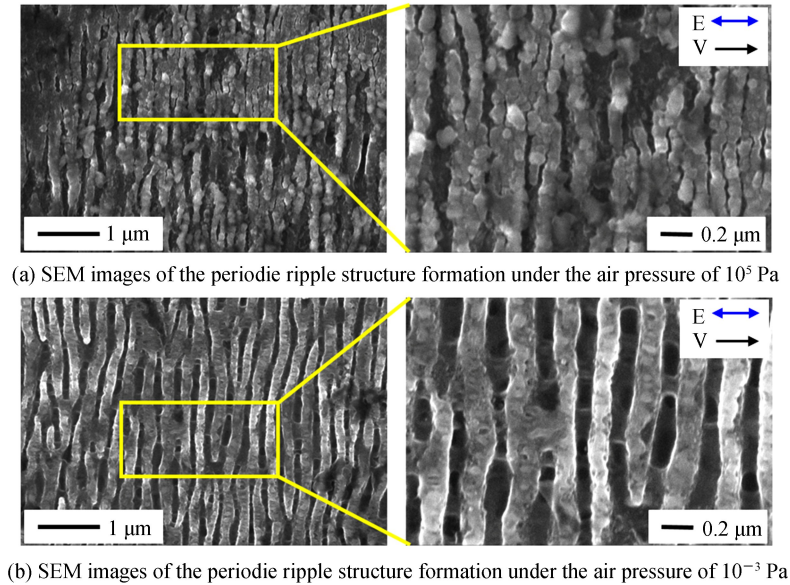 E
V
1 μm
0.2 μm
(a) SEM images of the periodie ripple structure formation under the air pressure of 10⁵ Pa
E
V
1 μm
0.2 μm
(b) SEM images of the periodie ripple structure formation under the air pressure of 10⁻³ Pa